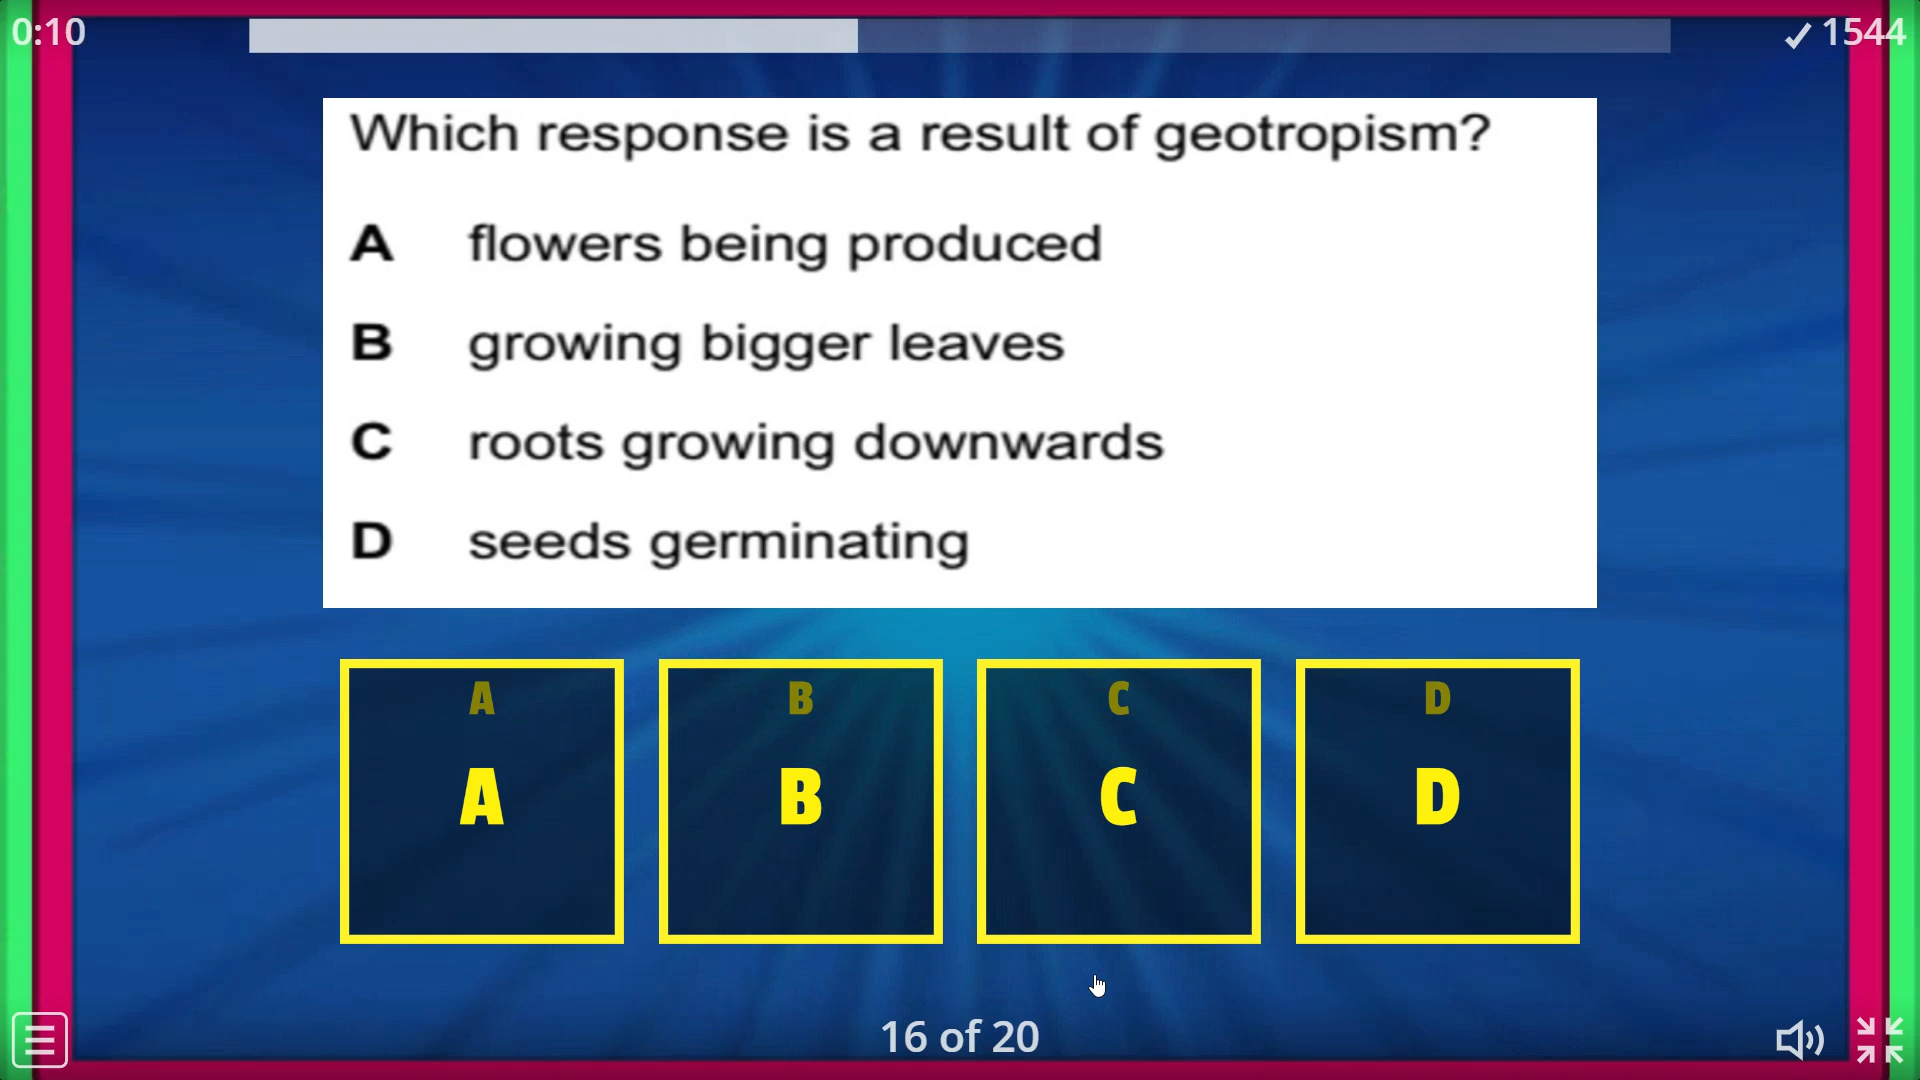 0:10
✓ 1544
Which response is a result of geotropism?
A flowers being produced
B growing bigger leaves
C roots growing downwards
D seeds germinating
A B C D
A B C D
16 of 20